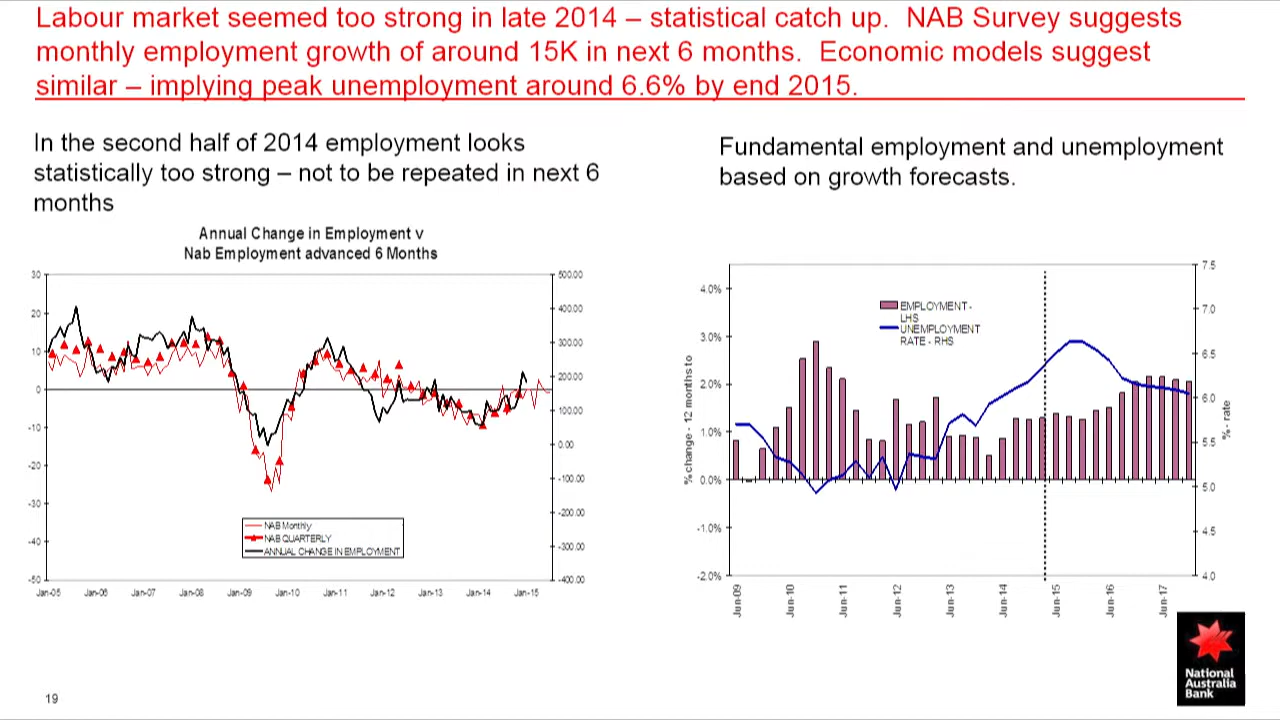 Labour market seemed too strong in late 2014 – statistical catch up.  NAB Survey suggests
monthly employment growth of around 15K in next 6 months.  Economic models suggest
similar – implying peak unemployment around 6.6% by end 2015.
In the second half of 2014 employment looks
statistically too strong – not to be repeated in next 6
months
Annual Change in Employment v
Nab Employment advanced 6 Months
30
20
10
0
-10
-20
-30
-40
-50
500.00
400.00
300.00
200.00
100.00
0.00
-100.00
-200.00
-300.00
-400.00
NAB Monthly
NAB QUARTERLY
ANNUAL CHANGE IN EMPLOYMENT
Jan-05 Jan-06 Jan-07 Jan-08 Jan-09 Jan-10 Jan-11 Jan-12 Jan-13 Jan-14 Jan-15
Fundamental employment and unemployment
based on growth forecasts.
% change - 12 months to
4.0%
3.0%
2.0%
1.0%
0.0%
-1.0%
-2.0%
EMPLOYMENT -
LHS
UNEMPLOYMENT
RATE - RHS
7.5
7.0
6.5
6.0
5.5
5.0
4.5
4.0
% - rate
Jun-09 Jun-10 Jun-11 Jun-12 Jun-13 Jun-14 Jun-15 Jun-16 Jun-17
National
Australia
Bank
19